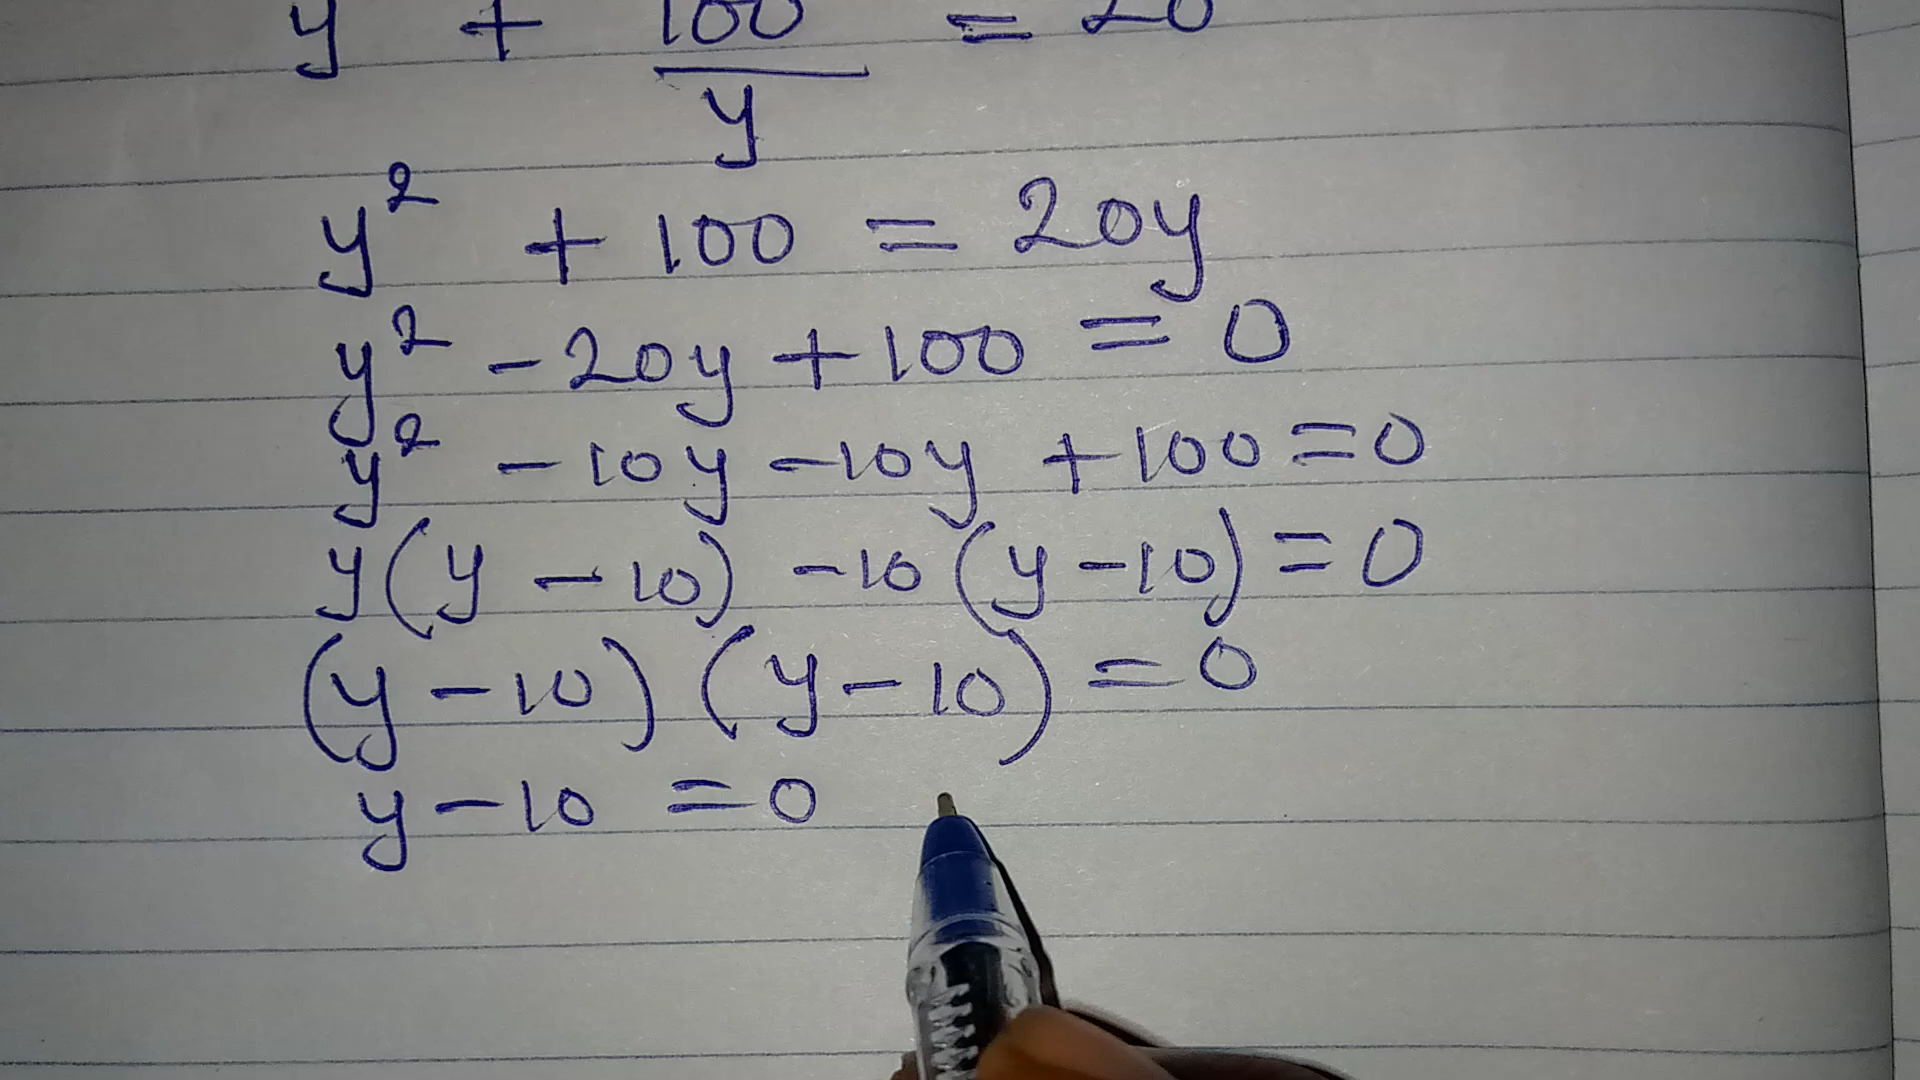 y + 100/y = 20
y² + 100 = 20y
y² - 20y + 100 = 0
y² - 10y - 10y + 100 = 0
y(y - 10) - 10(y - 10) = 0
(y - 10)(y - 10) = 0
y - 10 = 0